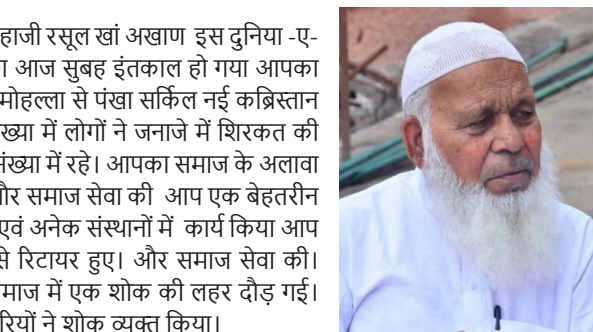 हाजी रसूल खां अखाण इस दुनिया -ए-
आज सुबह इंतकाल हो गया आपका
मोहल्ला से पंखा सर्किल नई कब्रिस्तान
में लोगों ने जनाजे में शिरकत की
में रहे। आपका समाज के अलावा
और समाज सेवा की आप एक बेहतरीन
एवं अनेक संस्थानों में कार्य किया आप
से रिटायर हुए। और समाज सेवा की।
में एक शोक की लहर दौड़ गई।
ने शोक व्यक्त किया।